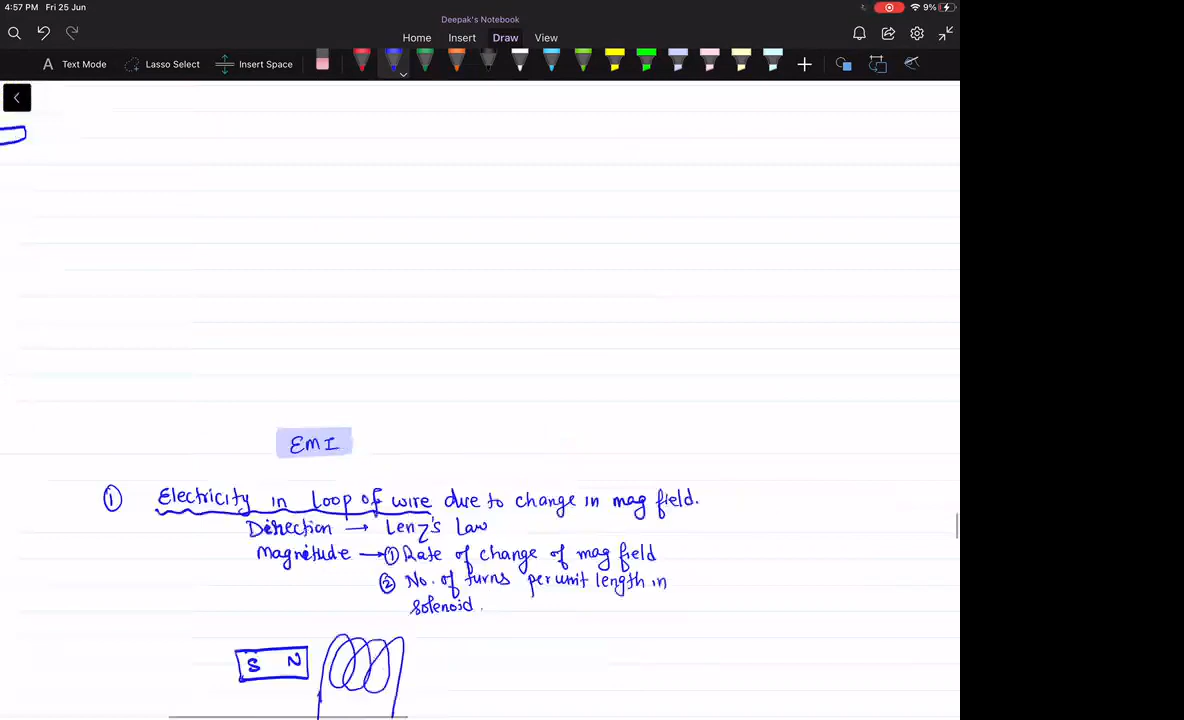 4:57 PM Fri 25 Jun
9%
Deepak's Notebook
Home Insert Draw View
A Text Mode Lasso Select Insert Space
EMI
① Electricity in Loop of wire due to change in mag field.
Direction → Lenz's Law
Magnitude → ① Rate of change of mag field
② No. of turns per unit length in
solenoid.
S N